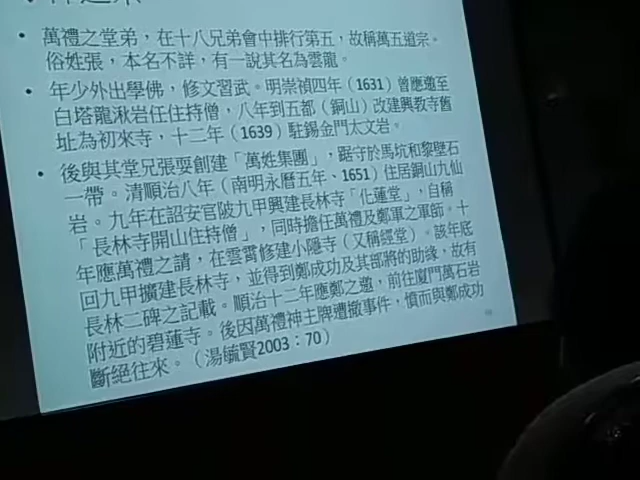 • 萬禮之堂弟，在十八兄弟會中排行第五，故稱萬五道宗。
俗姓張，本名不詳，有一說其名為雲龍。
• 年少外出學佛，修文習武。明崇禎四年（1631）曾應邀至
白塔龍湫岩任住持僧，八年到五都（銅山）改建興教寺舊
址為初來寺，十二年（1639）駐錫金門太文岩。
• 後與其堂兄張耍創建「萬姓集團」，踞守於馬坑和黎壁石
一帶。清順治八年（南明永曆五年、1651）住居銅山九仙
岩。九年在詔安官陂九甲興建長林寺「化蓮堂」，自稱
「長林寺開山住持僧」，同時擔任萬禮及鄭軍之軍師。十
年應萬禮之請，在雲霄修建小隱寺（又稱經堂）。該年底
回九甲擴建長林寺，並得到鄭成功及其部將的助緣，故有
長林二碑之記載。順治十二年應鄭之邀，前往廈門萬石岩
附近的碧蓮寺。後因萬禮神主牌遭撤事件，憤而與鄭成功
斷絕往來。（湯毓賢2003：70）